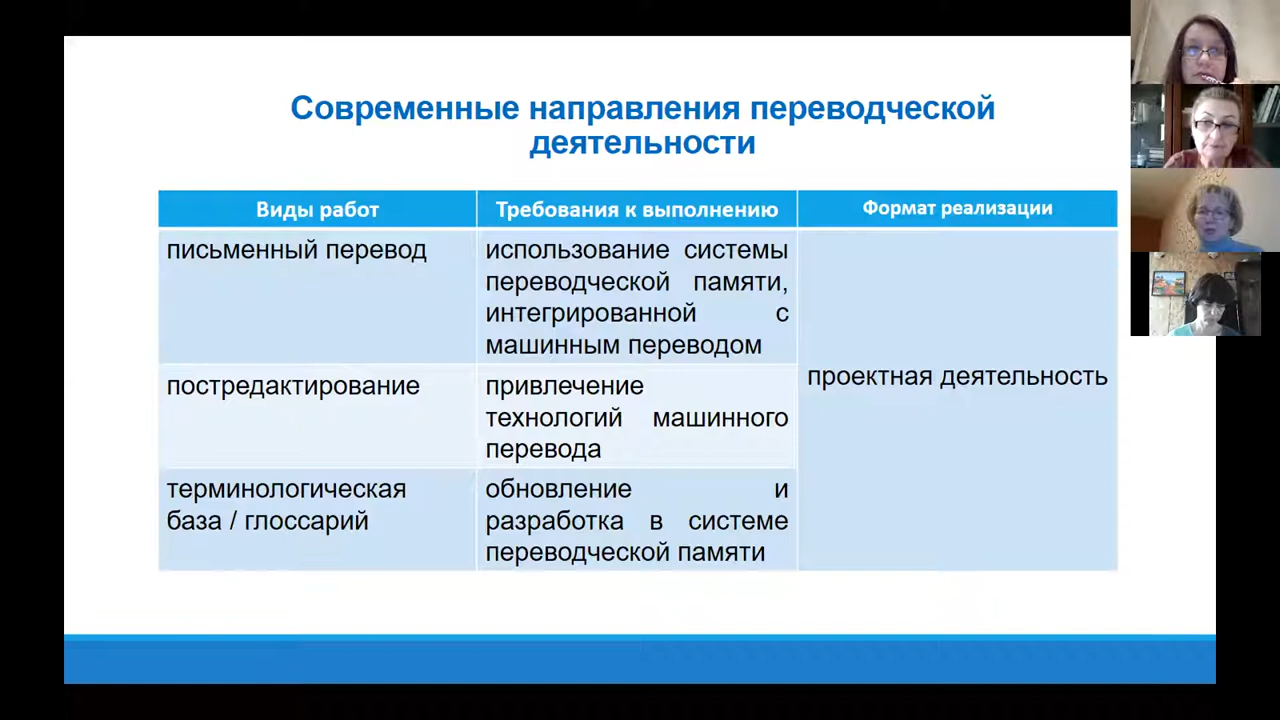 Современные направления переводческой
деятельности
Виды работ
Требования к выполнению
Формат реализации
письменный перевод
использование системы
переводческой памяти,
интегрированной с
машинным переводом
проектная деятельность
постредактирование
привлечение
технологий машинного
перевода
терминологическая
база / глоссарий
обновление и
разработка в системе
переводческой памяти